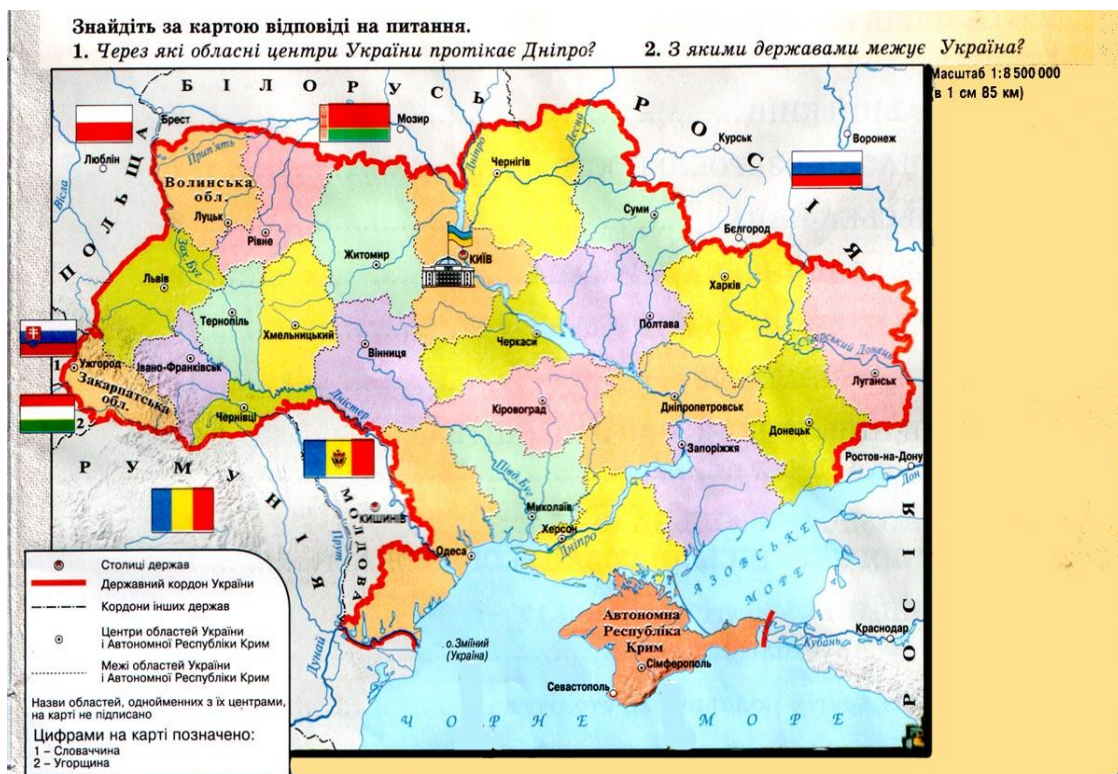 Знайдіть за картою відповіді на питання.
1. Через які обласні центри України протікає Дніпро?
2. З якими державами межує Україна?
Масштаб 1:8 500 000
(в 1 см 85 км)
БІЛОРУСЬ
РОСІЯ
ПОЛЬЩА
Брест
Мозир
Курськ
Воронеж
Люблін
Вісла
Прип'ять
Дніпро
Десна
Чернігів
Волинська
обл.
Луцьк
Рівне
Житомир
КИЇВ
Суми
Бєлгород
Львів
Зах. Буг
Тернопіль
Хмельницький
Вінниця
Черкаси
Полтава
Харків
Сіверський Донець
Луганськ
1
Ужгород
Закарпатська
обл.
2
Івано-Франківськ
Чернівці
Дністер
Кіровоград
Дніпропетровськ
Донецьк
Запоріжжя
Ростов-на-Дону
Дон
РУМУНІЯ
МОЛДОВА
КИШИНІВ
Прут
Півд. Буг
Миколаїв
Херсон
Дніпро
Одеса
АЗОВСЬКЕ
МОРЕ
РОСІЯ
Автономна
Республіка
Крим
Сімферополь
Севастополь
Краснодар
Кубань
о.Зміїний
(Україна)
Дунай
ЧОРНЕ МОРЕ
Столиці держав
Державний кордон України
Кордони інших держав
Центри областей України
і Автономної Республіки Крим
Межі областей України
і Автономної Республіки Крим
Назви областей, однойменних з їх центрами,
на карті не підписано
Цифрами на карті позначено:
1 – Словаччина
2 – Угорщина